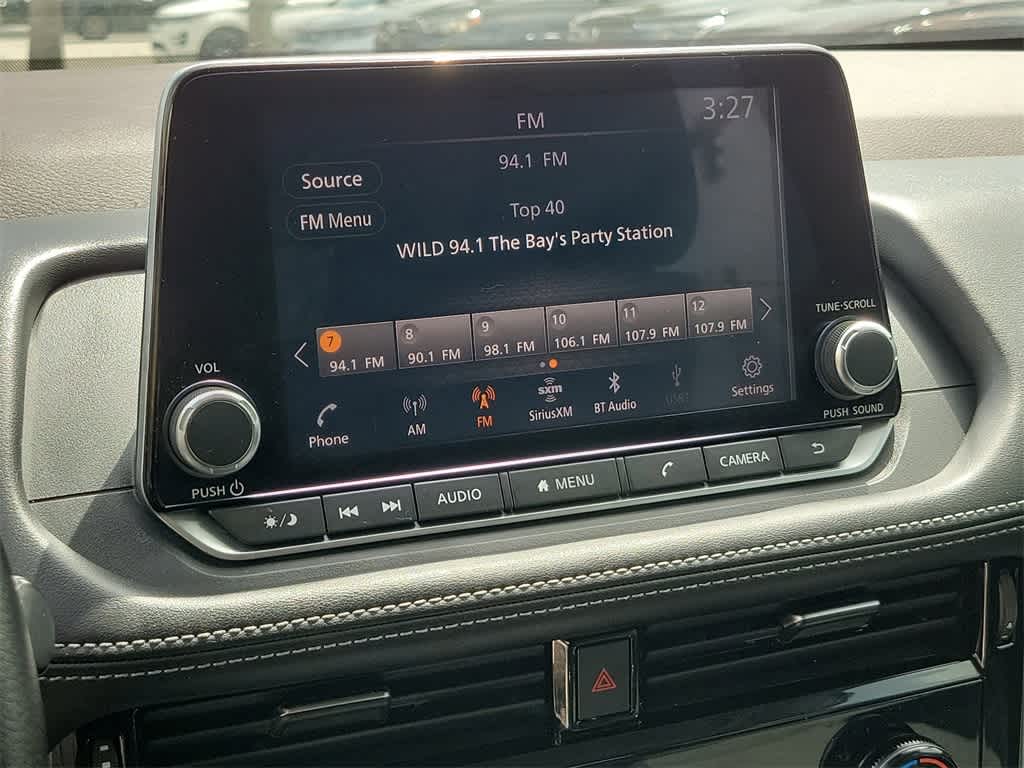 FM
3:27
94.1 FM
Source
Top 40
FM Menu
WILD 94.1 The Bay's Party Station
7
8
9
10
11
12
94.1 FM
90.1 FM
98.1 FM
106.1 FM
107.9 FM
107.9 FM
TUNE·SCROLL
VOL
Phone
AM
FM
sxm
SiriusXM
BT Audio
USB1
Settings
PUSH SOUND
PUSH
AUDIO
MENU
CAMERA